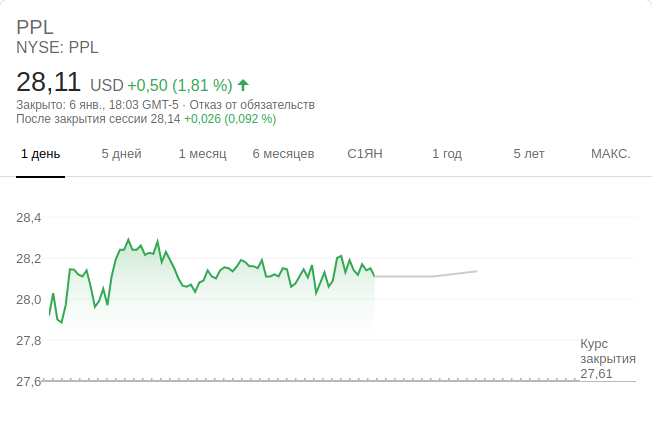 PPL
NYSE: PPL
28,11 USD +0,50 (1,81 %)
Закрыто: 6 янв., 18:03 GMT-5 · Отказ от обязательств
После закрытия сессии 28,14 +0,026 (0,092 %)
1 день 5 дней 1 месяц 6 месяцев С1ЯН 1 год 5 лет МАКС.
28,4
28,2
28,0
27,8
Курс
закрытия
27,61
27,6